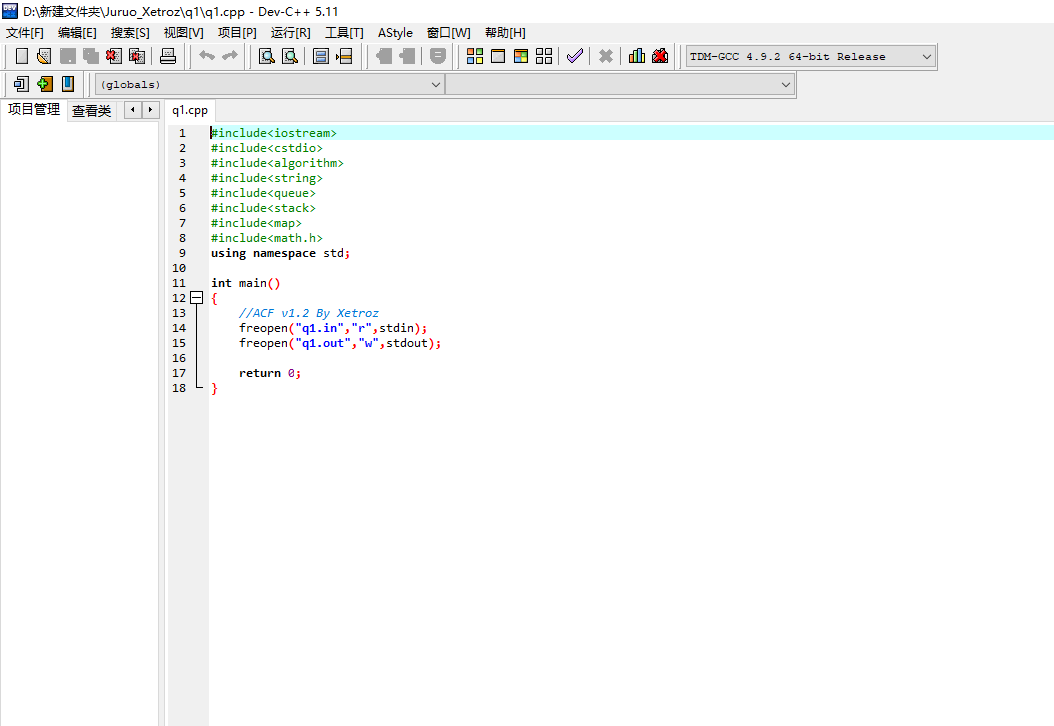 D:\新建文件夹\Juruo_Xetroz\q1\q1.cpp - Dev-C++ 5.11
文件[F] 编辑[E] 搜索[S] 视图[V] 项目[P] 运行[R] 工具[T] AStyle 窗口[W] 帮助[H]
TDM-GCC 4.9.2 64-bit Release
(globals)
项目管理 查看类 q1.cpp
1 #include<iostream>
2 #include<cstdio>
3 #include<algorithm>
4 #include<string>
5 #include<queue>
6 #include<stack>
7 #include<map>
8 #include<math.h>
9 using namespace std;
10
11 int main()
12 {
13 //ACF v1.2 By Xetroz
14 freopen("q1.in","r",stdin);
15 freopen("q1.out","w",stdout);
16
17 return 0;
18 }